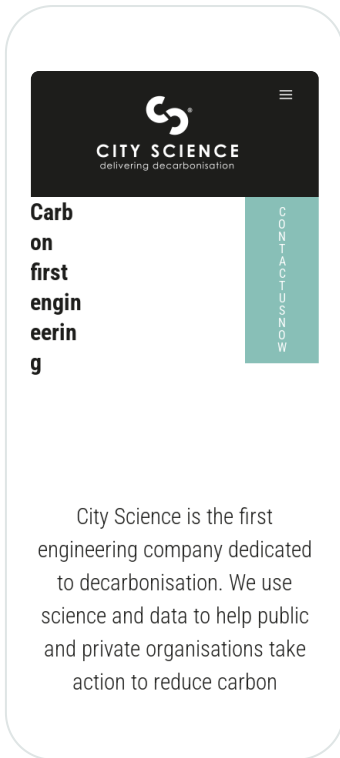 CITY SCIENCE
delivering decarbonisation
Carb
on
first
engin
eerin
g
C
O
N
T
A
C
T
U
S
N
O
W
City Science is the first
engineering company dedicated
to decarbonisation. We use
science and data to help public
and private organisations take
action to reduce carbon